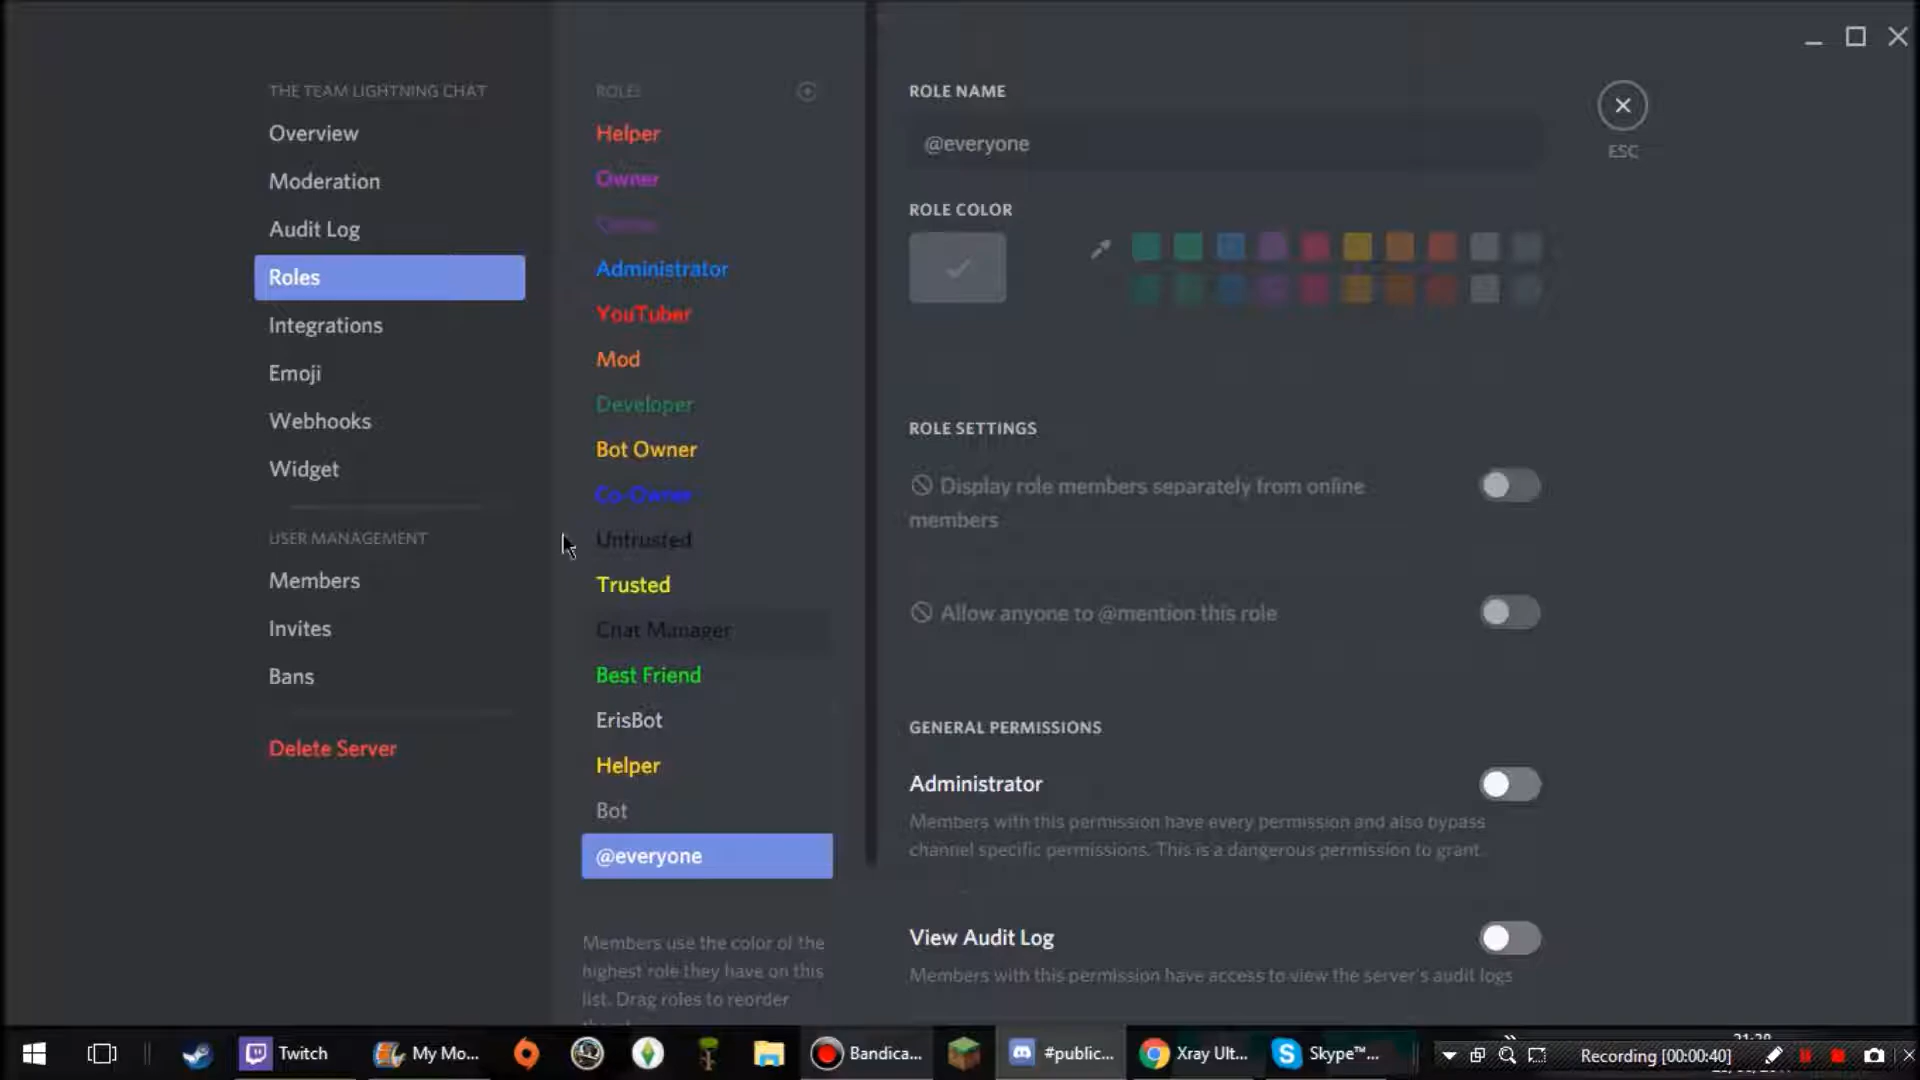 THE TEAM LIGHTNING CHAT
Overview
Moderation
Audit Log
Roles
Integrations
Emoji
Webhooks
Widget
USER MANAGEMENT
Members
Invites
Bans
Delete Server
ROLES
Helper
Owner
Administrator
YouTuber
Mod
Developer
Bot Owner
Co-Owner
Untrusted
Trusted
Chat Manager
Best Friend
ErisBot
Helper
Bot
@everyone
Members use the color of the
highest role they have on this
list. Drag roles to reorder
ROLE NAME
@everyone
ROLE COLOR
ROLE SETTINGS
Display role members separately from online
members
Allow anyone to @mention this role
GENERAL PERMISSIONS
Administrator
Members with this permission have every permission and also bypass
channel specific permissions. This is a dangerous permission to grant.
View Audit Log
Members with this permission have access to view the server's audit logs
ESC
Twitch
My Mo...
Bandica...
#public...
Xray Ult...
Skype™...
Recording [00:00:40]